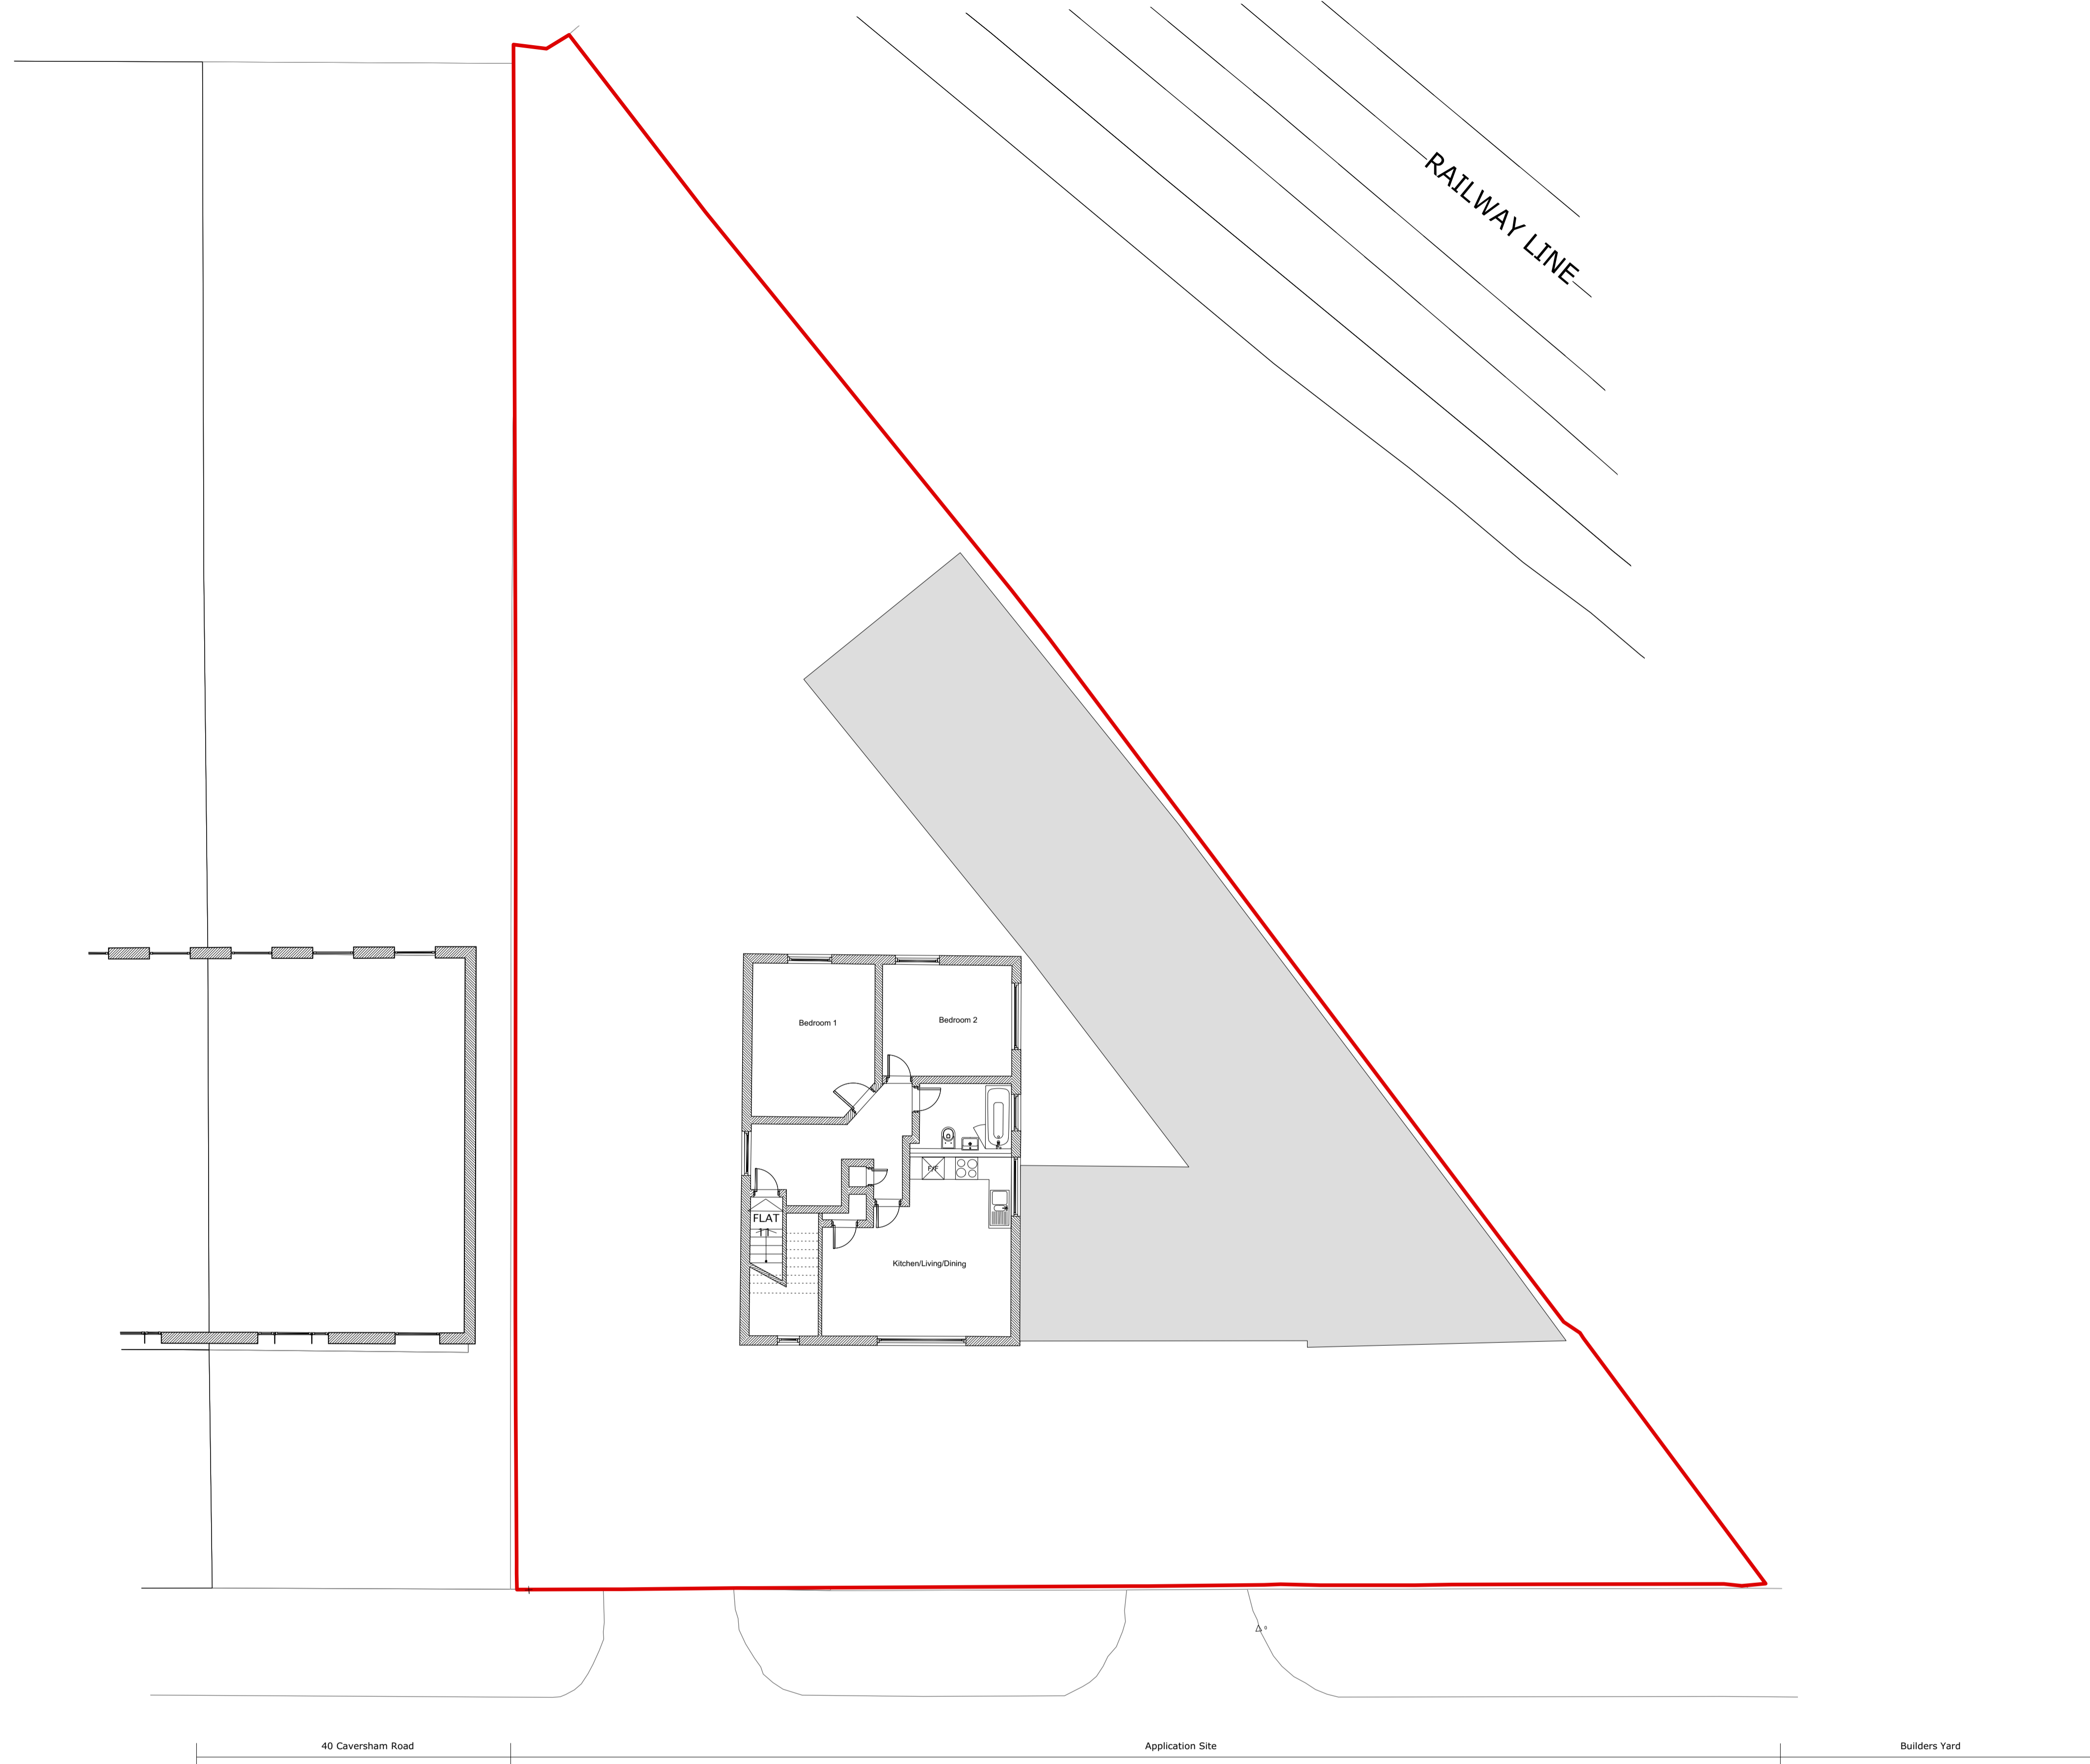 RAILWAY LINE
Bedroom 1
Bedroom 2
F/F
FLAT
11
Kitchen/Living/Dining
40 Caversham Road
Application Site
Builders Yard